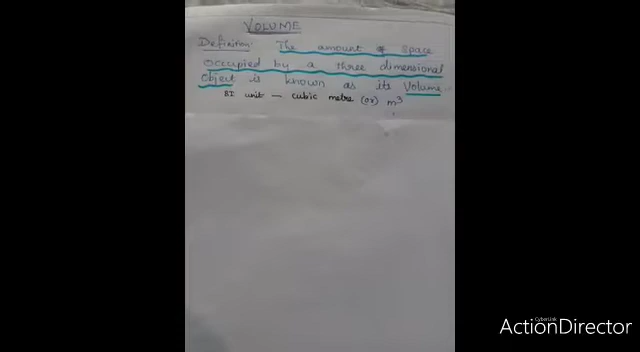 VOLUME
Definition: The amount of space
occupied by a three dimensional
object is known as its Volume.
SI unit — cubic metre (or) m³
CyberLink
ActionDirector